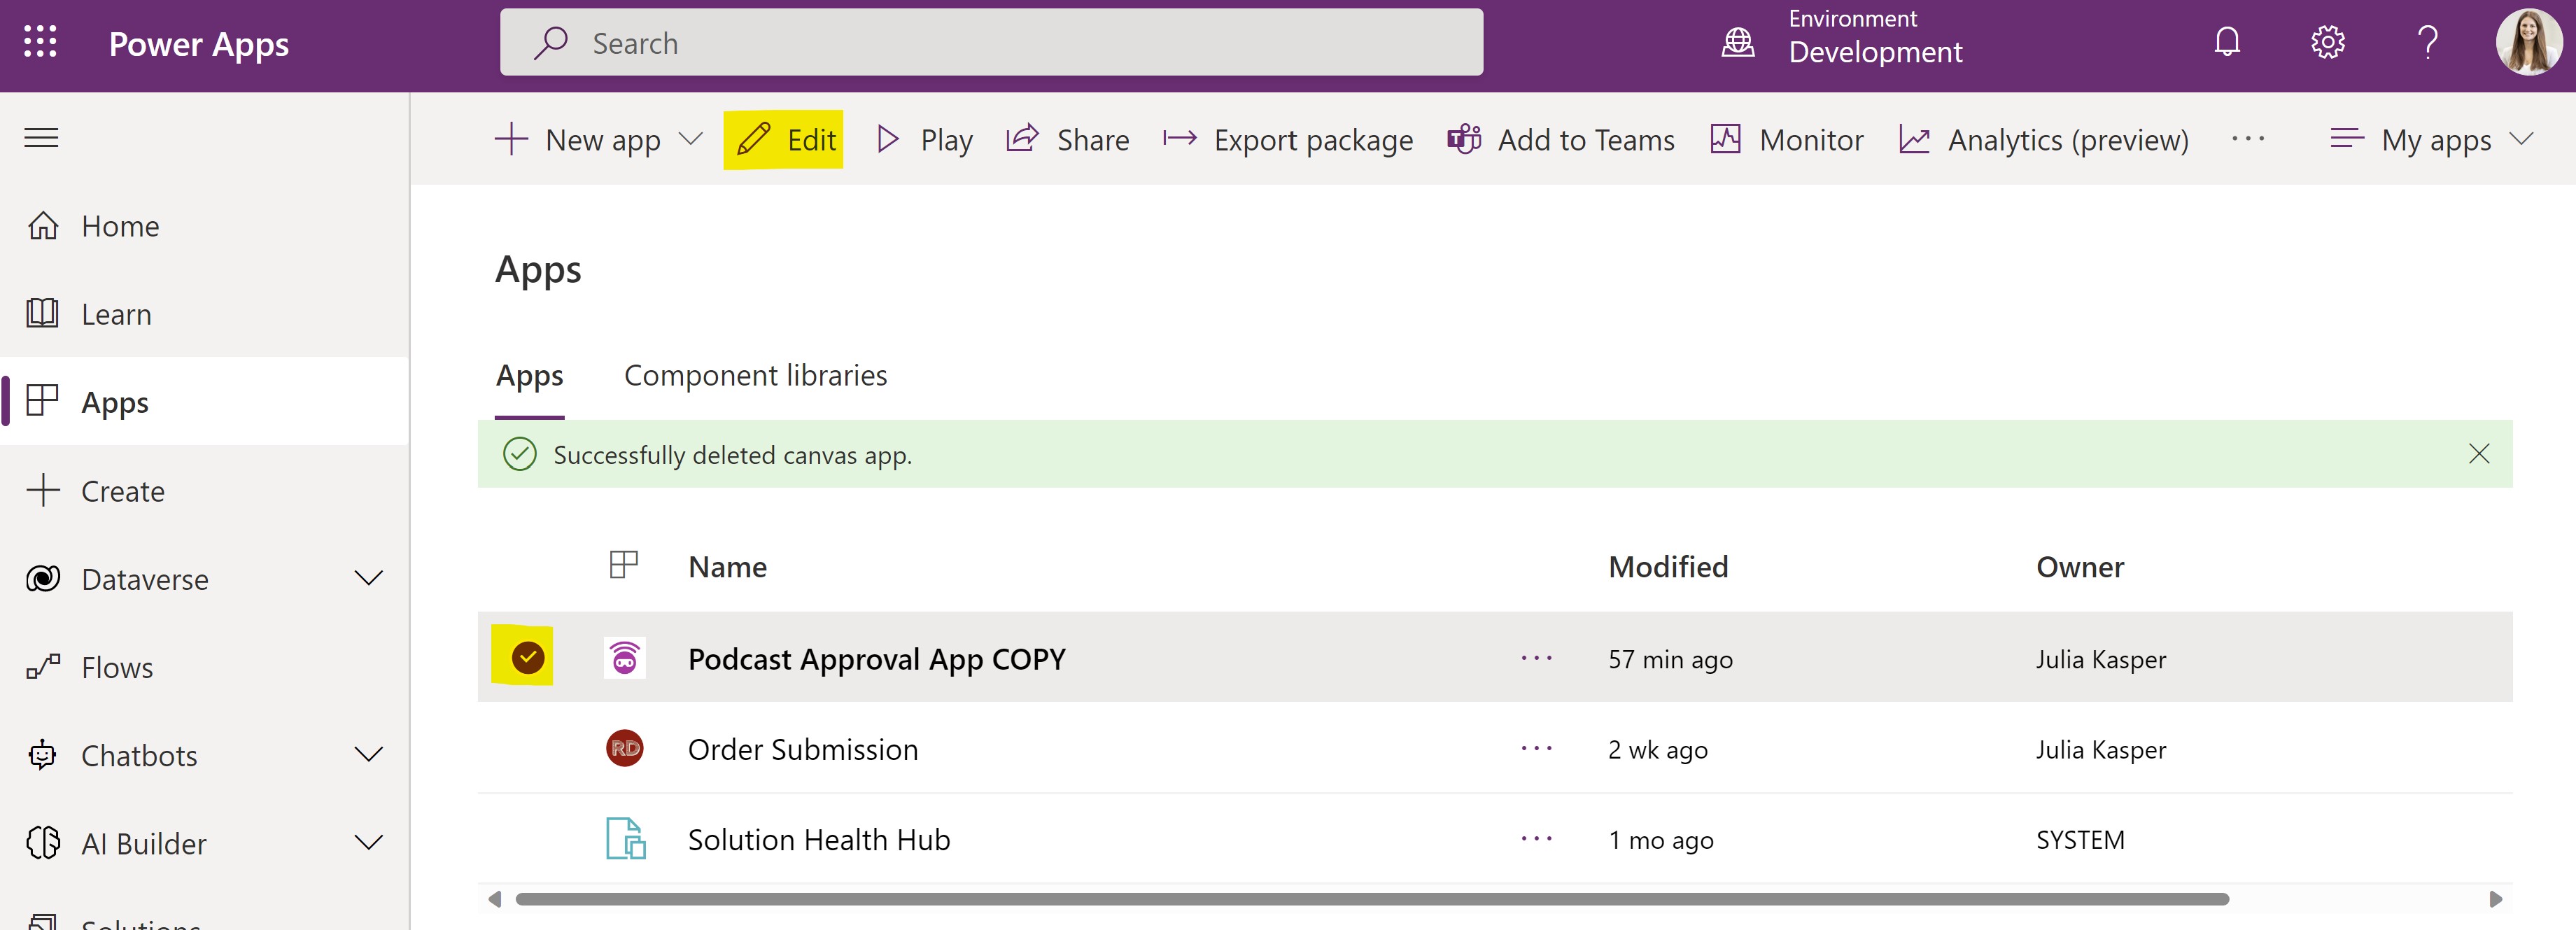 Power Apps
Search
Environment
Development
New app
Edit
Play
Share
Export package
Add to Teams
Monitor
Analytics (preview)
My apps
Home
Learn
Apps
Create
Dataverse
Flows
Chatbots
AI Builder
Solutions
Apps
Apps
Component libraries
Successfully deleted canvas app.
Name
Modified
Owner
Podcast Approval App COPY
57 min ago
Julia Kasper
RD
Order Submission
2 wk ago
Julia Kasper
Solution Health Hub
1 mo ago
SYSTEM